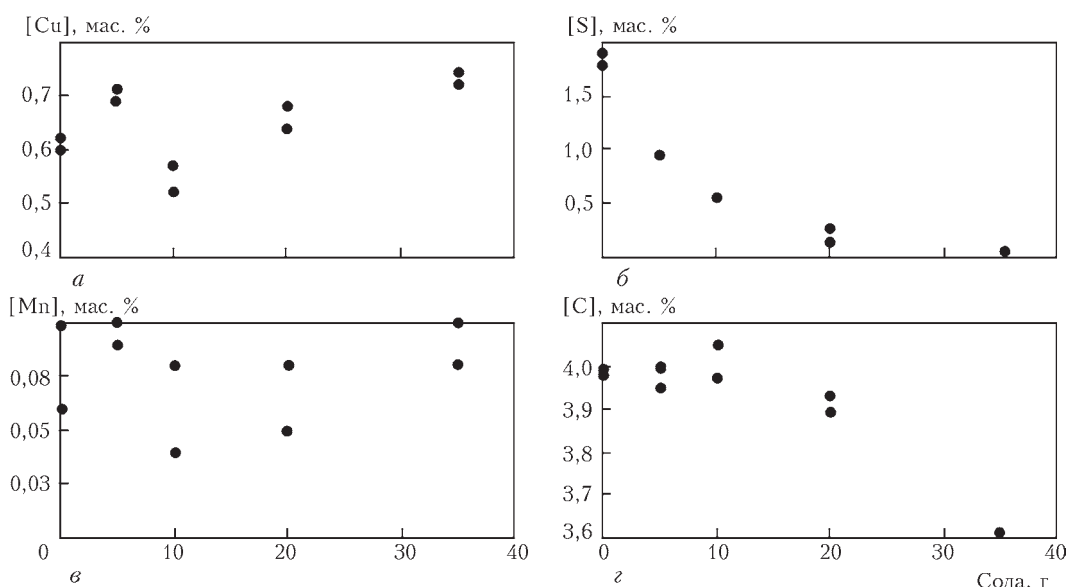 [Cu], мас. %
0,7
0,6
0,5
0,4
а
[S], мас. %
1,5
1,0
0,5
б
[Mn], мас. %
0,08
0,05
0,03
0 10 20 30 40
в
[C], мас. %
4,0
3,9
3,8
3,7
3,6
0 10 20 30 40
г
Сода, г